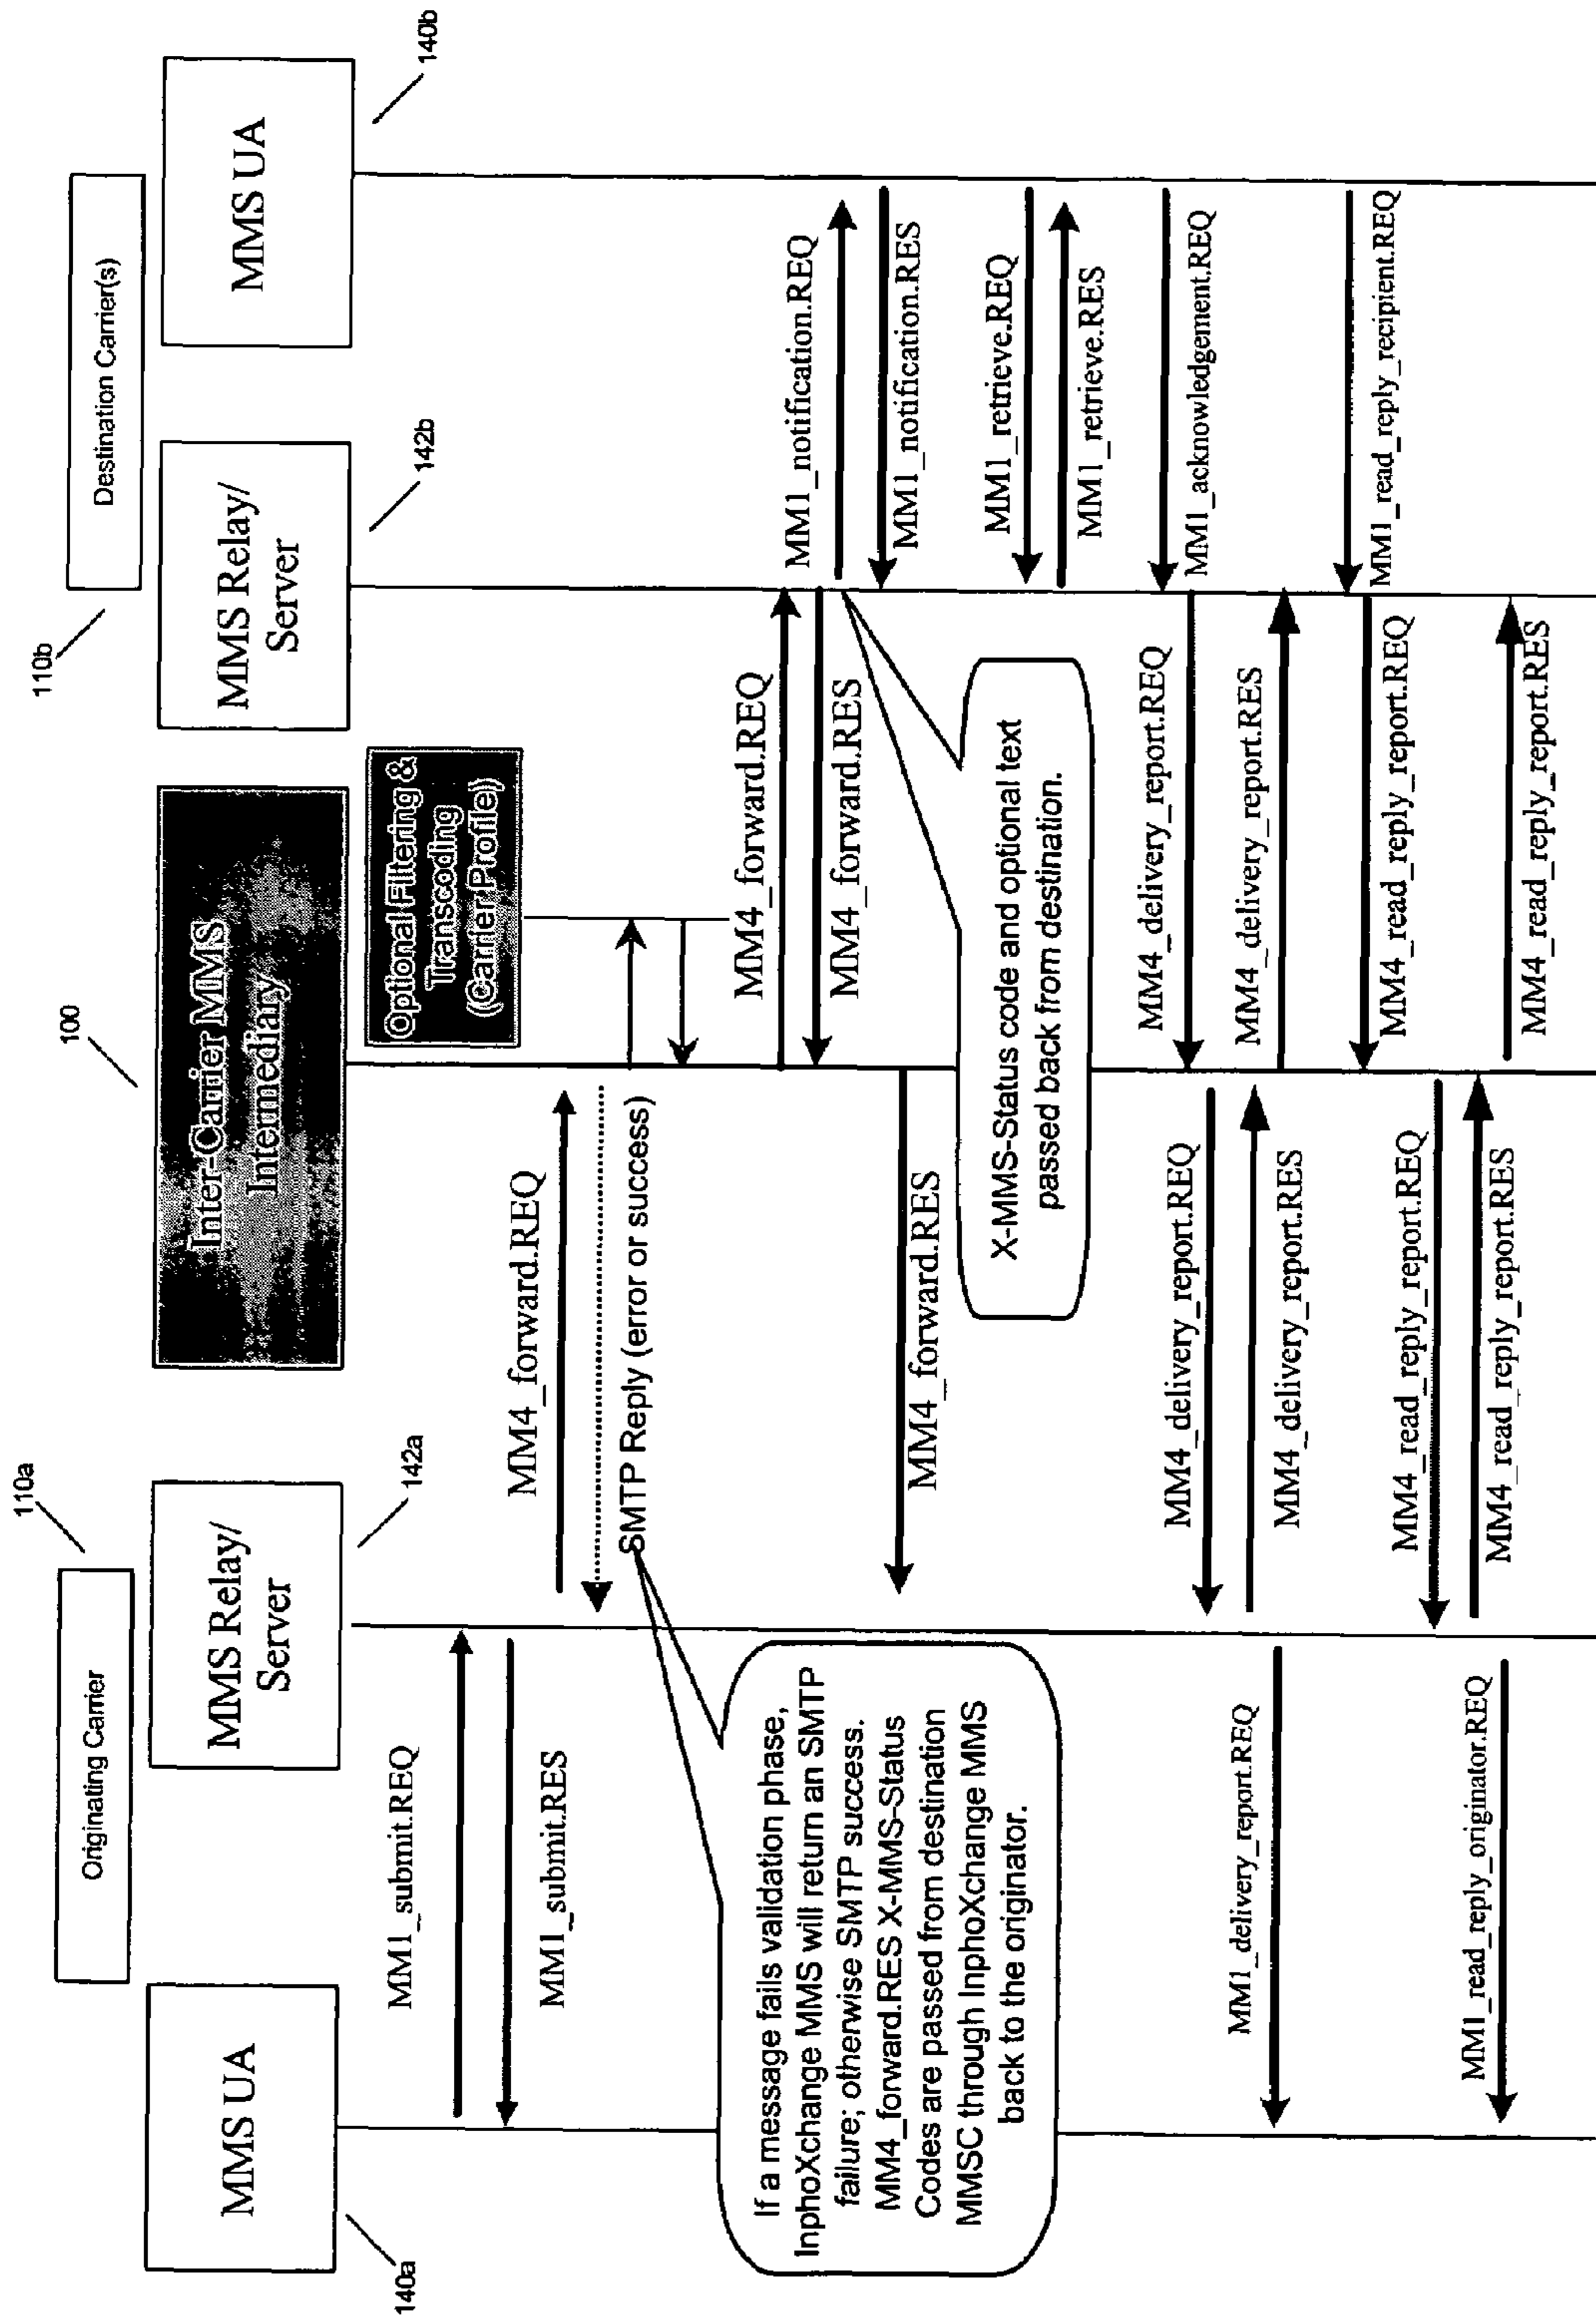 110a
Originating Carrier
110b
Destination Carrier(s)
140a
MMS UA
142a
MMS Relay/
Server
100
Inter-Carrier MMS
Intermediary
142b
MMS Relay/
Server
140b
MMS UA
Optional Filtering &
Transcoding
(Carrier Profile)
MM1_submit.REQ
MM1_submit.RES
MM4_forward.REQ
SMTP Reply (error or success)
MM4_forward.REQ
MM4_forward.RES
MM1_notification.REQ
MM1_notification.RES
MM4_forward.RES
If a message fails validation phase,
InphoXchange MMS will return an SMTP
failure; otherwise SMTP success.
MM4_forward.RES X-MMS-Status
Codes are passed from destination
MMSC through InphoXchange MMS
back to the originator.
X-MMS-Status code and optional text
passed back from destination.
MM1_retrieve.REQ
MM1_retrieve.RES
MM1_acknowledgement.REQ
MM4_delivery_report.REQ
MM4_delivery_report.RES
MM4_delivery_report.REQ
MM4_delivery_report.RES
MM1_delivery_report.REQ
MM1_read_reply_recipient.REQ
MM4_read_reply_report.REQ
MM4_read_reply_report.RES
MM4_read_reply_report.REQ
MM4_read_reply_report.RES
MM1_read_reply_originator.REQ